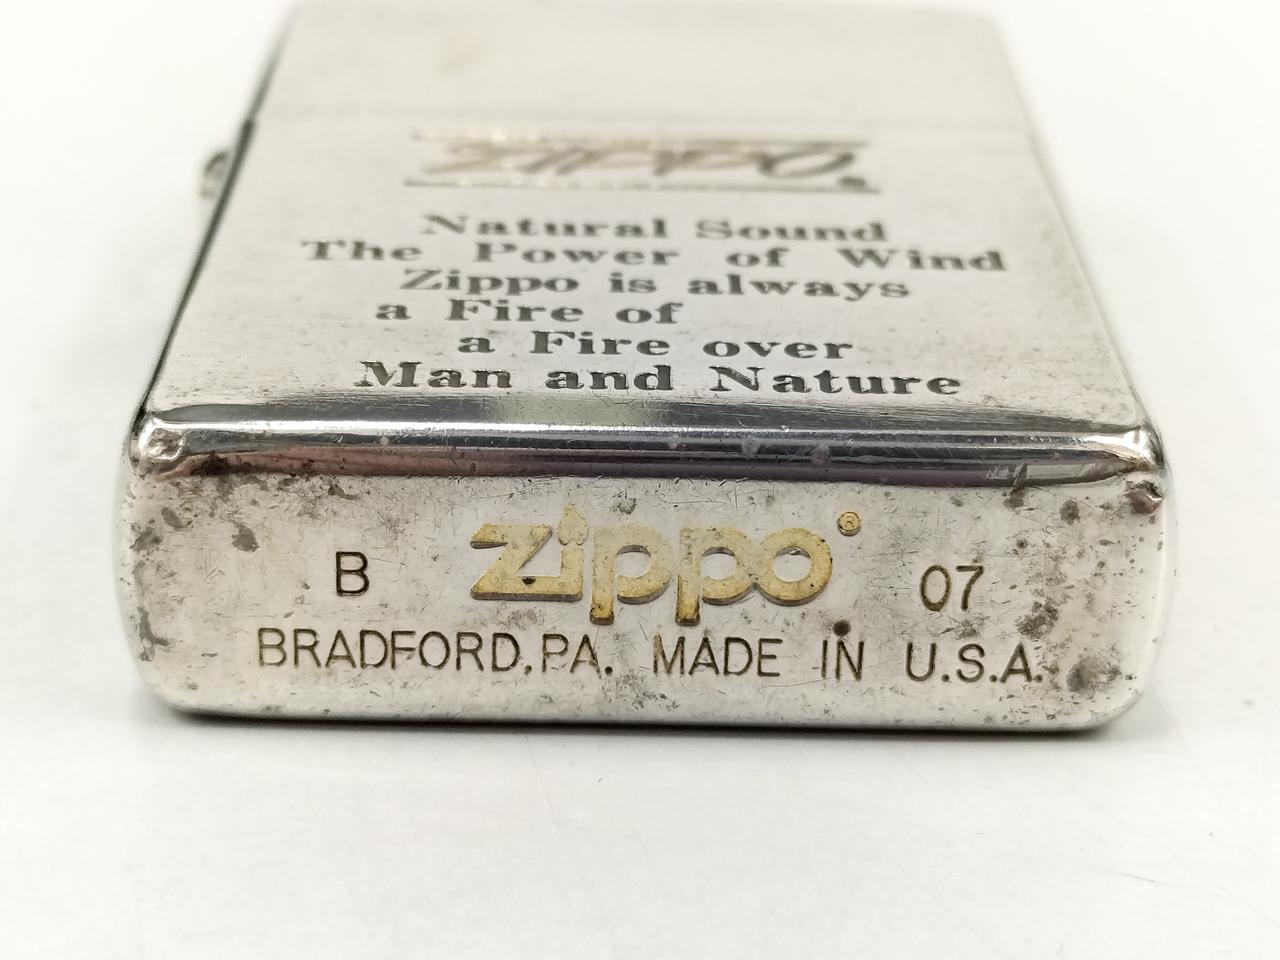 ZIPPO
Natural Sound
The Power of Wind
Zippo is always
a Fire of
a Fire over
Man and Nature
zippo®
B 07
BRADFORD, PA. MADE IN U.S.A.